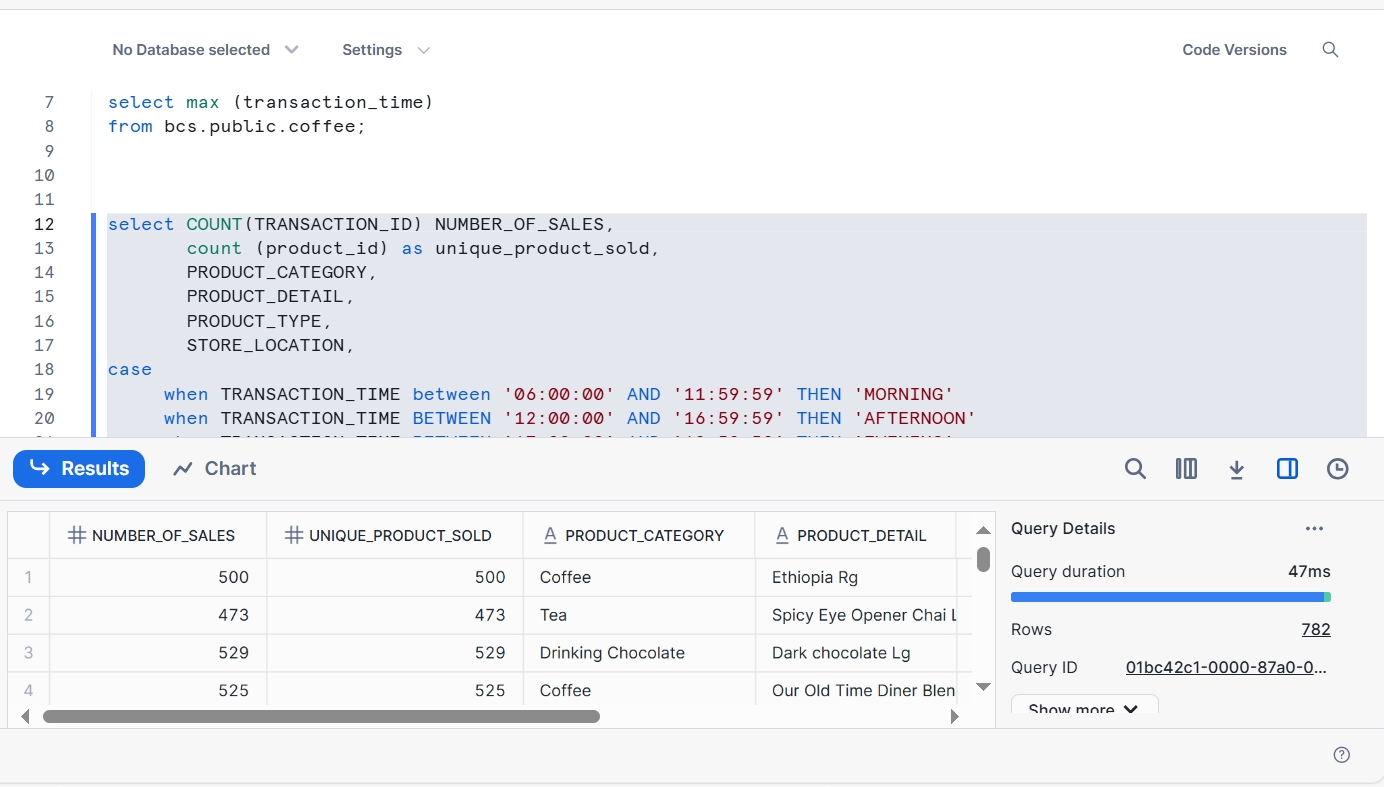 No Database selected Settings Code Versions
7 select max (transaction_time)
8 from bcs.public.coffee;
9
10
11
12 select COUNT(TRANSACTION_ID) NUMBER_OF_SALES,
13 count (product_id) as unique_product_sold,
14 PRODUCT_CATEGORY,
15 PRODUCT_DETAIL,
16 PRODUCT_TYPE,
17 STORE_LOCATION,
18 case
19 when TRANSACTION_TIME between '06:00:00' AND '11:59:59' THEN 'MORNING'
20 when TRANSACTION_TIME BETWEEN '12:00:00' AND '16:59:59' THEN 'AFTERNOON'
Results Chart
NUMBER_OF_SALES UNIQUE_PRODUCT_SOLD PRODUCT_CATEGORY PRODUCT_DETAIL
1 500 500 Coffee Ethiopia Rg
2 473 473 Tea Spicy Eye Opener Chai L
3 529 529 Drinking Chocolate Dark chocolate Lg
4 525 525 Coffee Our Old Time Diner Blen
Query Details
Query duration 47ms
Rows 782
Query ID 01bc42c1-0000-87a0-0...
Show more